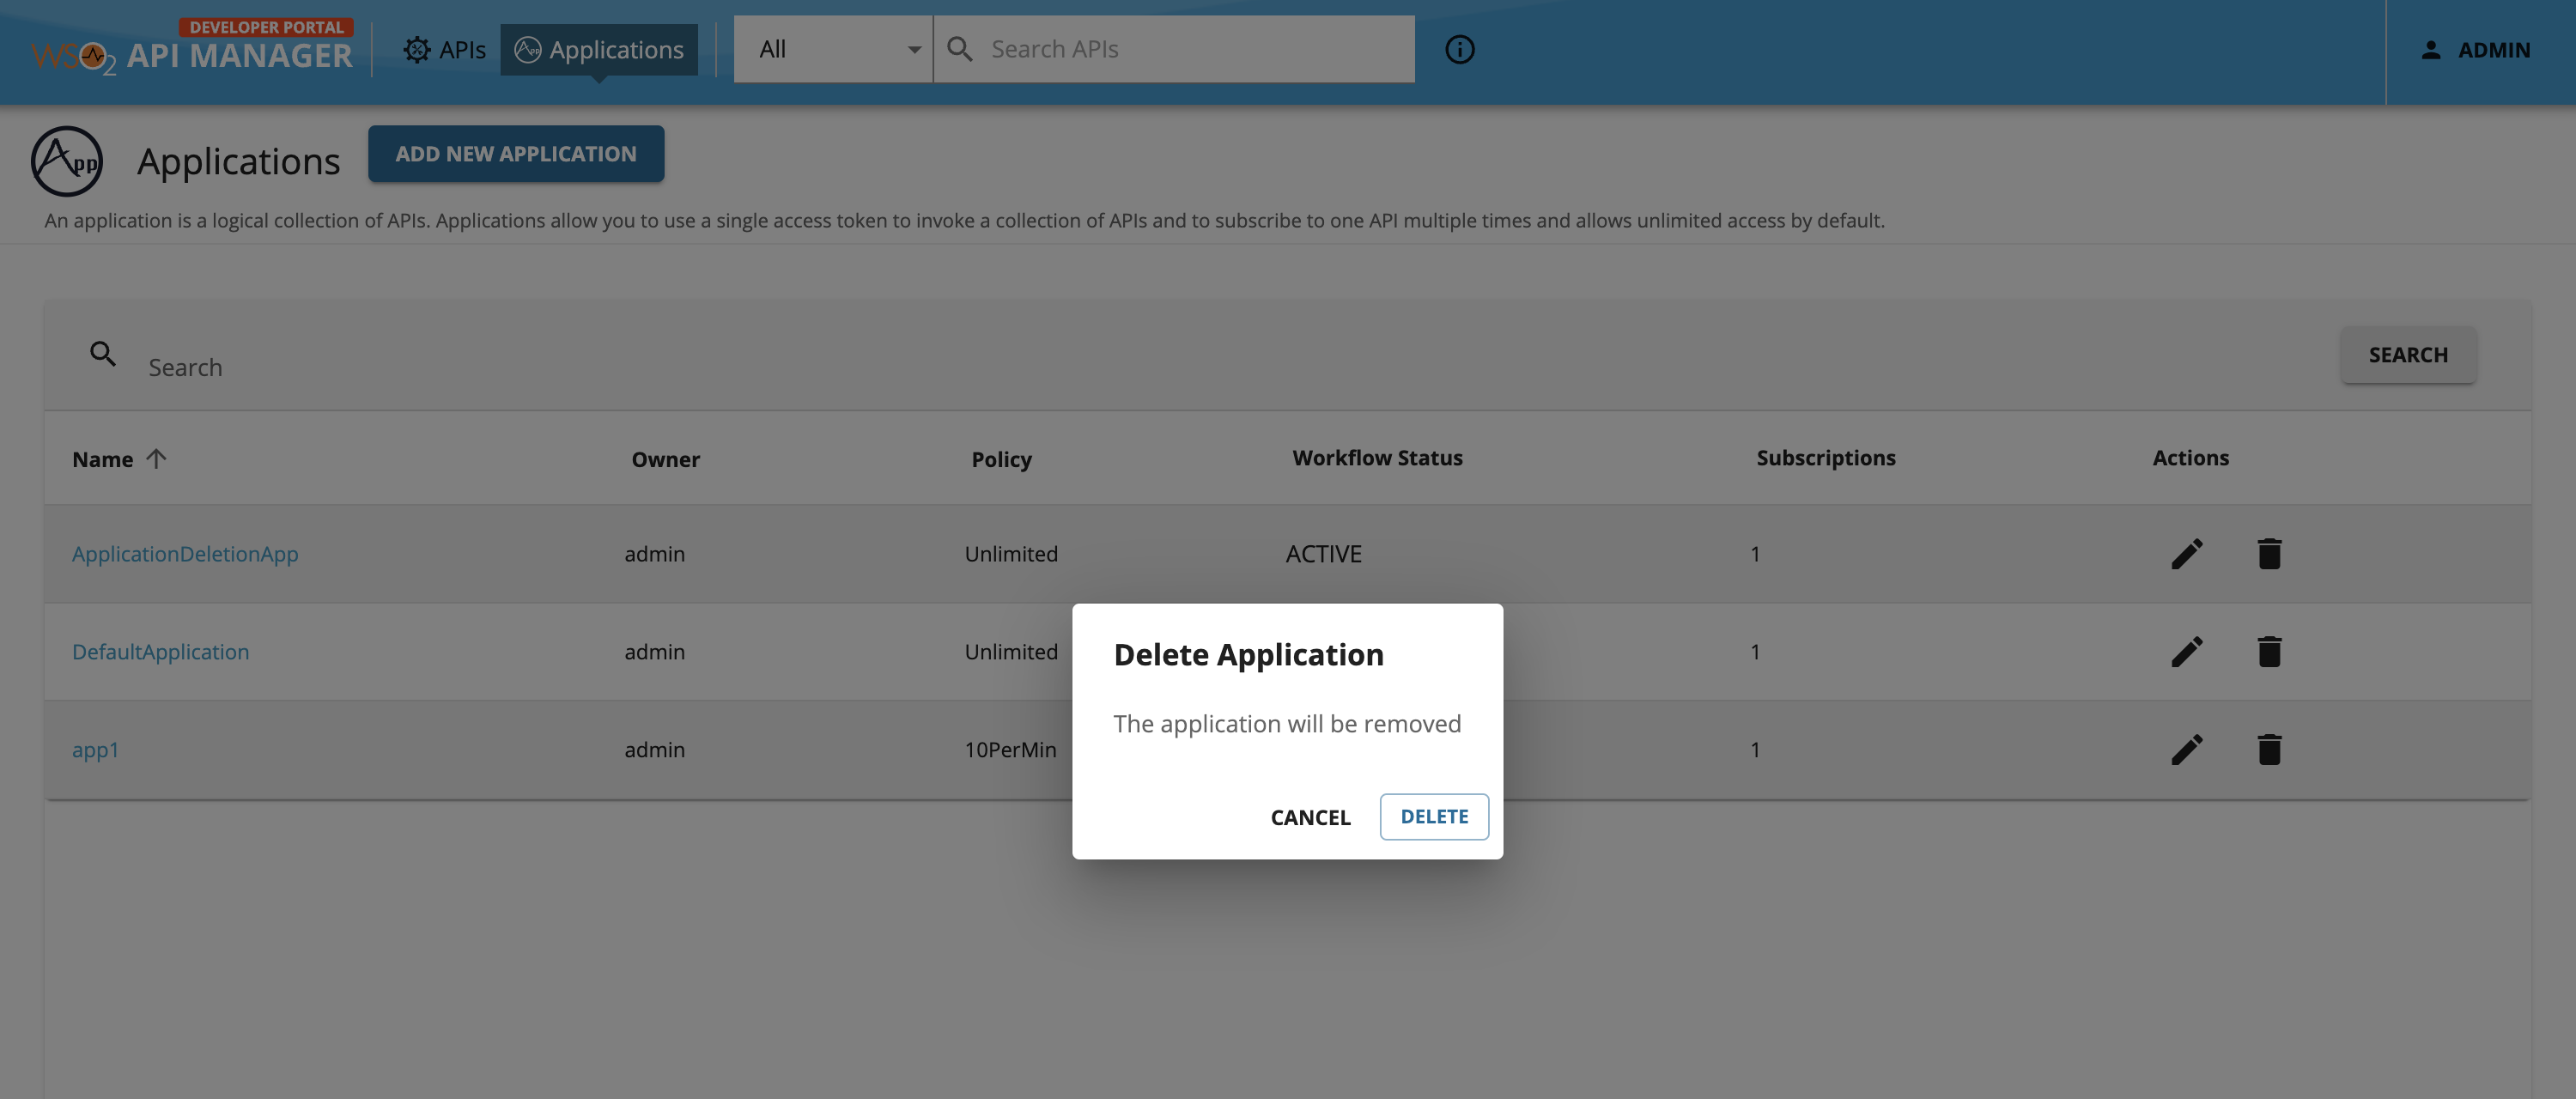 DEVELOPER PORTAL
WSO2 API MANAGER
APIs
App Applications
All
Search APIs
ADMIN
App
Applications
ADD NEW APPLICATION
An application is a logical collection of APIs. Applications allow you to use a single access token to invoke a collection of APIs and to subscribe to one API multiple times and allows unlimited access by default.
Search
SEARCH
Name Owner Policy Workflow Status Subscriptions Actions
ApplicationDeletionApp admin Unlimited ACTIVE 1
DefaultApplication admin Unlimited 1
app1 admin 10PerMin 1
Delete Application
The application will be removed
CANCEL DELETE